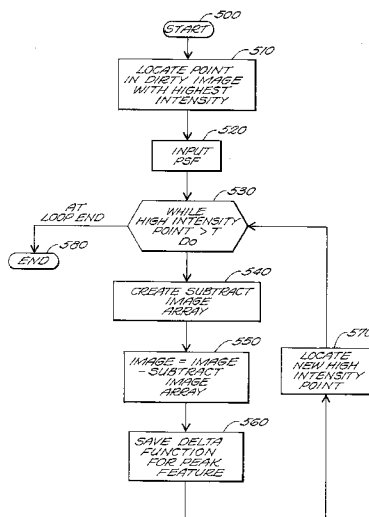 500
START
510
LOCATE POINT
IN DIRTY IMAGE
WITH HIGHEST
INTENSITY
520
INPUT
PSF
530
WHILE
HIGH INTENSITY
POINT > T
DO
AT
LOOP END
580
END
540
CREATE SUBTRACT
IMAGE
ARRAY
550
IMAGE = IMAGE
- SUBTRACT
IMAGE
ARRAY
560
SAVE DELTA
FUNCTION
FOR PEAK
FEATURE
570
LOCATE
NEW HIGH
INTENSITY
POINT